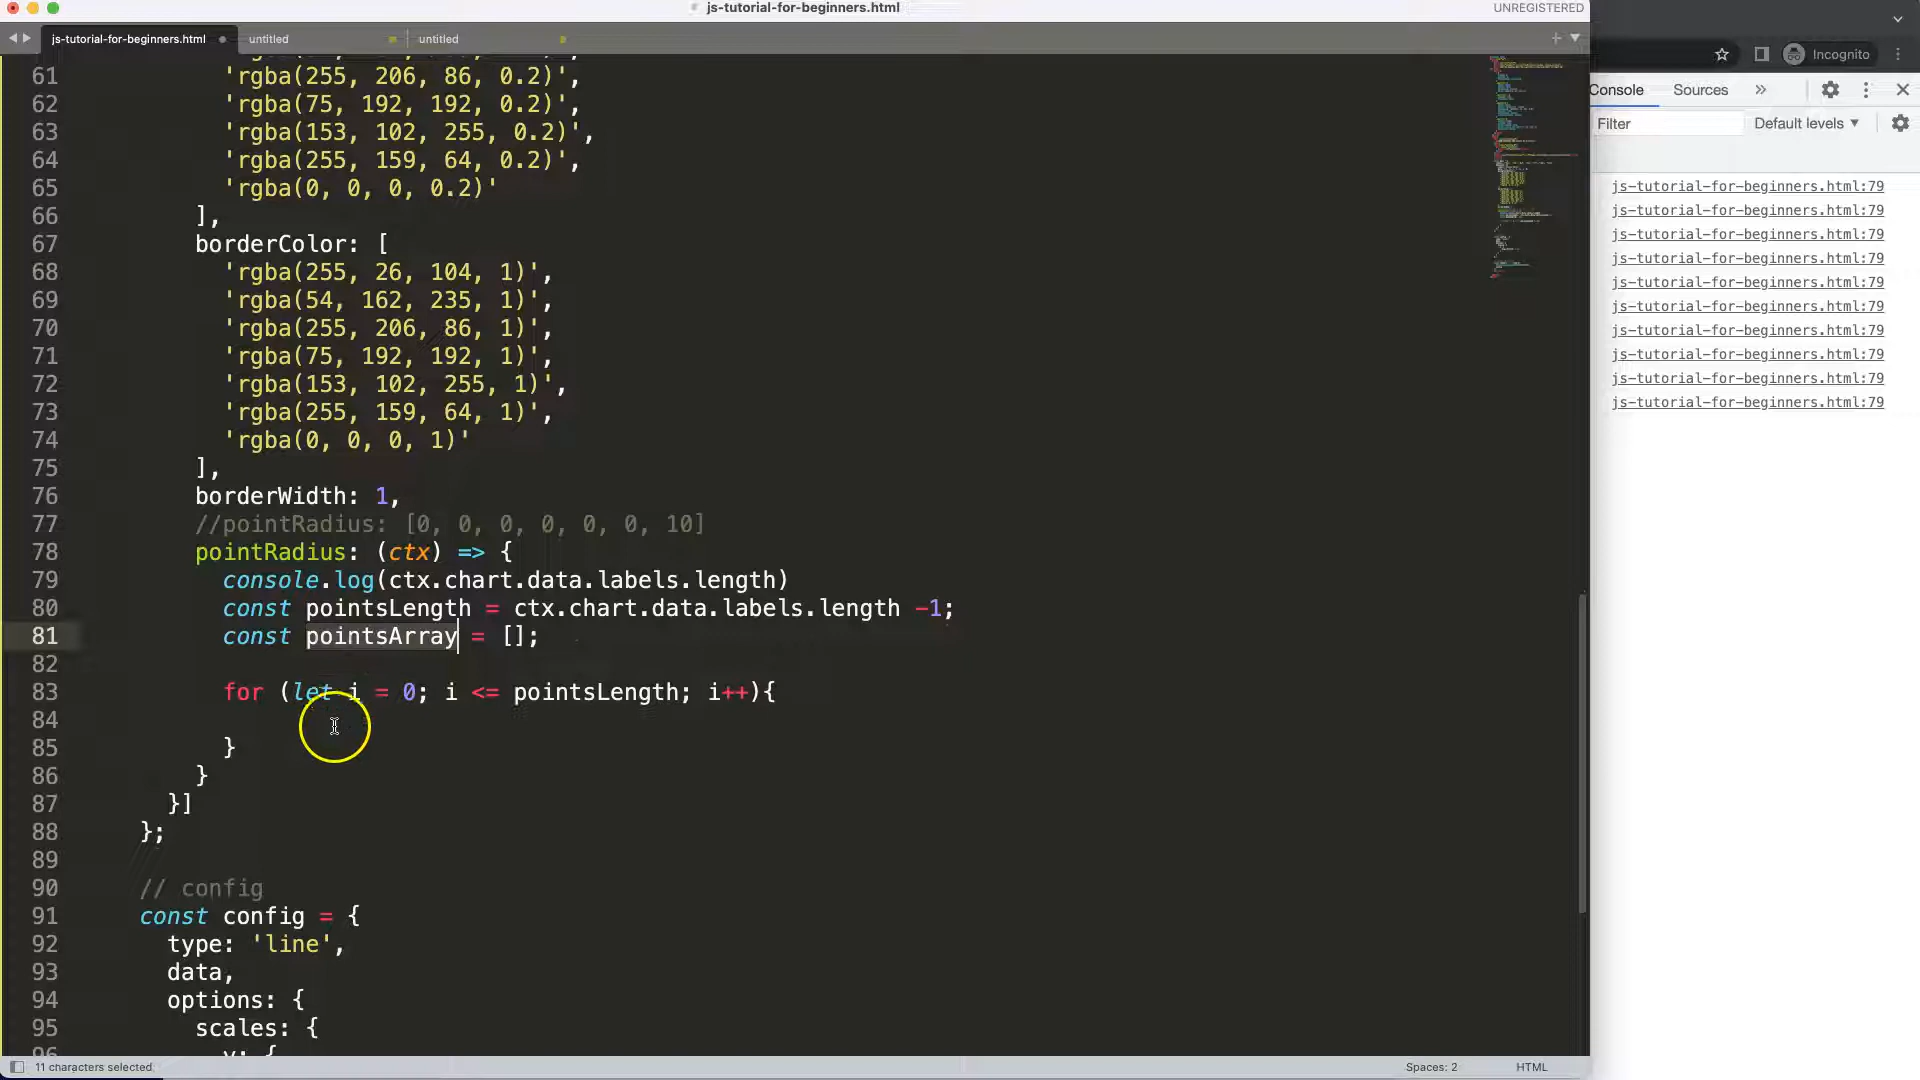 js-tutorial-for-beginners.html
UNREGISTERED
js-tutorial-for-beginners.html
untitled
untitled
61 'rgba(255, 206, 86, 0.2)',
62 'rgba(75, 192, 192, 0.2)',
63 'rgba(153, 102, 255, 0.2)',
64 'rgba(255, 159, 64, 0.2)',
65 'rgba(0, 0, 0, 0.2)'
66 ],
67 borderColor: [
68 'rgba(255, 26, 104, 1)',
69 'rgba(54, 162, 235, 1)',
70 'rgba(255, 206, 86, 1)',
71 'rgba(75, 192, 192, 1)',
72 'rgba(153, 102, 255, 1)',
73 'rgba(255, 159, 64, 1)',
74 'rgba(0, 0, 0, 1)'
75 ],
76 borderWidth: 1,
77 //pointRadius: [0, 0, 0, 0, 0, 0, 10]
78 pointRadius: (ctx) => {
79 console.log(ctx.chart.data.labels.length)
80 const pointsLength = ctx.chart.data.labels.length -1;
81 const pointsArray = [];
82
83 for (let i = 0; i <= pointsLength; i++){
84
85 }
86 }
87 }]
88 };
89
90 // config
91 const config = {
92 type: 'line',
93 data,
94 options: {
95 scales: {
96 y: {
11 characters selected.
Spaces: 2
HTML
Incognito
Console
Sources
»
Filter
Default levels ▼
js-tutorial-for-beginners.html:79
js-tutorial-for-beginners.html:79
js-tutorial-for-beginners.html:79
js-tutorial-for-beginners.html:79
js-tutorial-for-beginners.html:79
js-tutorial-for-beginners.html:79
js-tutorial-for-beginners.html:79
js-tutorial-for-beginners.html:79
js-tutorial-for-beginners.html:79
js-tutorial-for-beginners.html:79